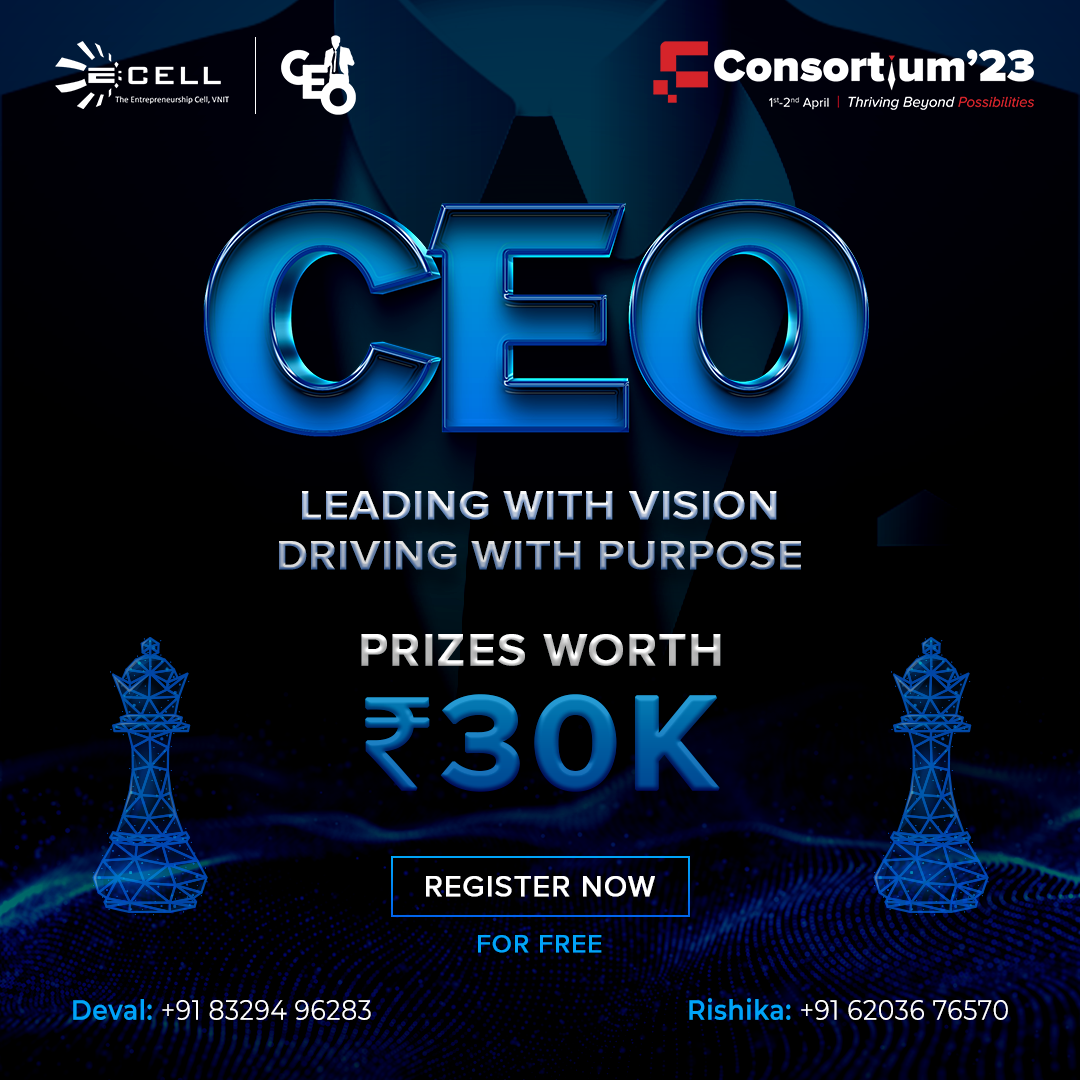 E-CELL
The Entrepreneurship Cell, VNIT
CEO
Consortium'23
1st-2nd April | Thriving Beyond Possibilities
CEO
LEADING WITH VISION
DRIVING WITH PURPOSE
PRIZES WORTH
₹30K
REGISTER NOW
FOR FREE
Deval: +91 83294 96283
Rishika: +91 62036 76570